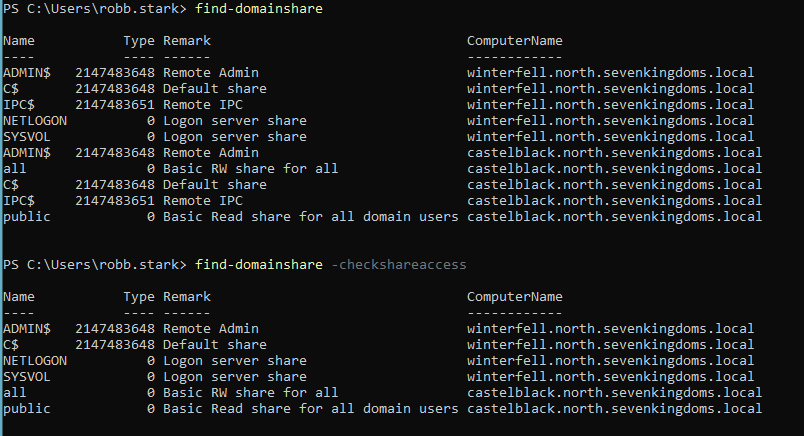 PS C:\Users\robb.stark> find-domainshare
Name Type Remark ComputerName
---- ---- ------ ------------
ADMIN$ 2147483648 Remote Admin winterfell.north.sevenkingdoms.local
C$ 2147483648 Default share winterfell.north.sevenkingdoms.local
IPC$ 2147483651 Remote IPC winterfell.north.sevenkingdoms.local
NETLOGON 0 Logon server share winterfell.north.sevenkingdoms.local
SYSVOL 0 Logon server share winterfell.north.sevenkingdoms.local
ADMIN$ 2147483648 Remote Admin castelblack.north.sevenkingdoms.local
all 0 Basic RW share for all castelblack.north.sevenkingdoms.local
C$ 2147483648 Default share castelblack.north.sevenkingdoms.local
IPC$ 2147483651 Remote IPC castelblack.north.sevenkingdoms.local
public 0 Basic Read share for all domain users castelblack.north.sevenkingdoms.local
PS C:\Users\robb.stark> find-domainshare -checkshareaccess
Name Type Remark ComputerName
---- ---- ------ ------------
ADMIN$ 2147483648 Remote Admin winterfell.north.sevenkingdoms.local
C$ 2147483648 Default share winterfell.north.sevenkingdoms.local
NETLOGON 0 Logon server share winterfell.north.sevenkingdoms.local
SYSVOL 0 Logon server share winterfell.north.sevenkingdoms.local
all 0 Basic RW share for all castelblack.north.sevenkingdoms.local
public 0 Basic Read share for all domain users castelblack.north.sevenkingdoms.local